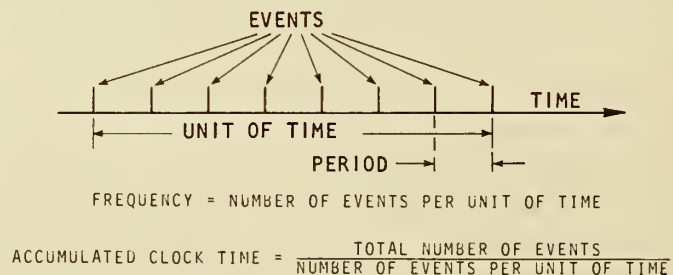 EVENTS
TIME
UNIT OF TIME
PERIOD
FREQUENCY = NUMBER OF EVENTS PER UNIT OF TIME
ACCUMULATED CLOCK TIME = TOTAL NUMBER OF EVENTS
NUMBER OF EVENTS PER UNIT OF TIME